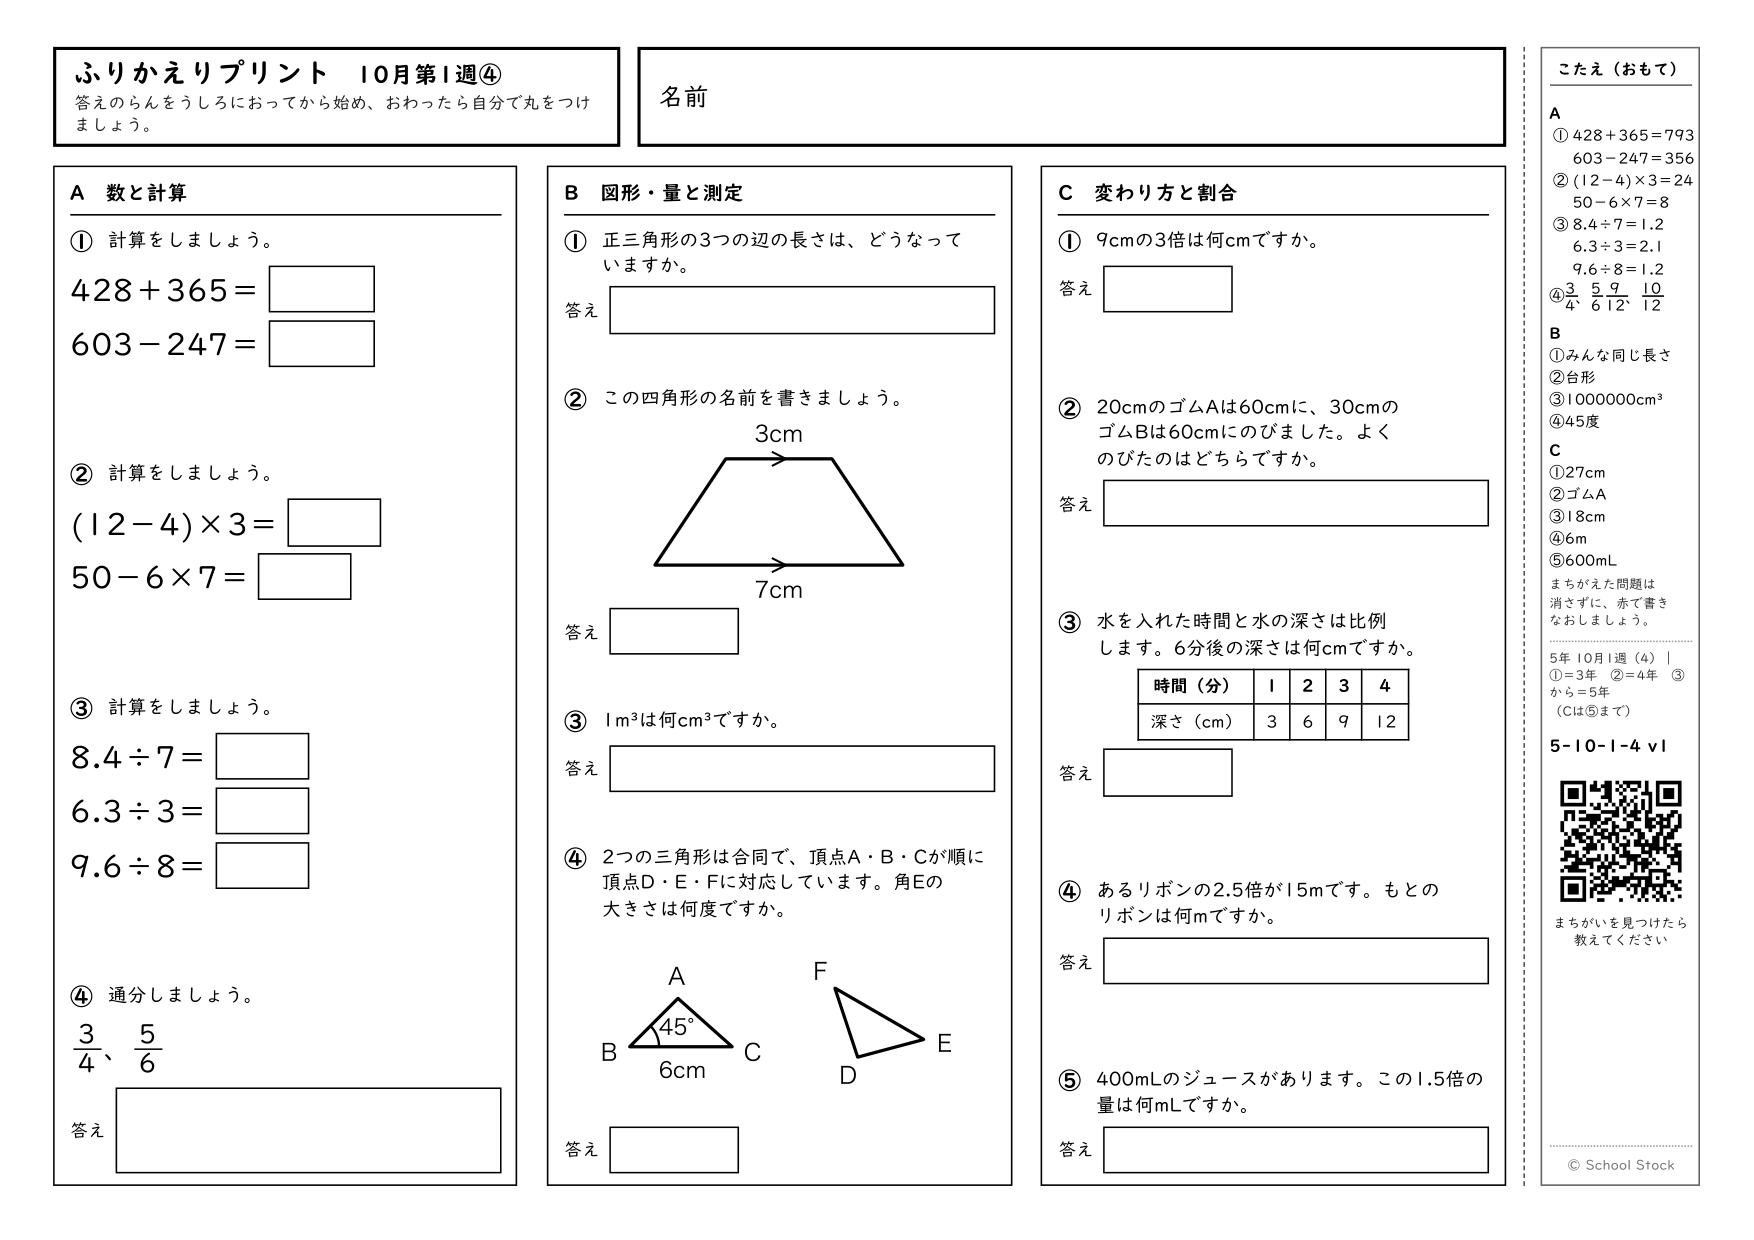 ふりかえりプリント　10月第1週④
答えのらんをうしろにおってから始め、おわったら自分で丸をつけ
ましょう。
名前
A　数と計算
① 計算をしましょう。
428+365=
603−247=
② 計算をしましょう。
(12−4)×3=
50−6×7=
③ 計算をしましょう。
8.4÷7=
6.3÷3=
9.6÷8=
④ 通分しましょう。
3/4、5/6
答え
B　図形・量と測定
① 正三角形の3つの辺の長さは、どうなって
いますか。
答え
② この四角形の名前を書きましょう。
3cm
7cm
答え
③ 1m³は何cm³ですか。
答え
④ 2つの三角形は合同で、頂点A・B・Cが順に
頂点D・E・Fに対応しています。角Eの
大きさは何度ですか。
A
45°
B
C
6cm
F
E
D
答え
C　変わり方と割合
① 9cmの3倍は何cmですか。
答え
② 20cmのゴムAは60cmに、30cmの
ゴムBは60cmにのびました。よく
のびたのはどちらですか。
答え
③ 水を入れた時間と水の深さは比例
します。6分後の深さは何cmですか。
時間（分） 1 2 3 4
深さ（cm） 3 6 9 12
答え
④ あるリボンの2.5倍が15mです。もとの
リボンは何mですか。
答え
⑤ 400mLのジュースがあります。この1.5倍の
量は何mLですか。
答え
こたえ（おもて）
A
①428+365=793
603−247=356
②(12−4)×3=24
50−6×7=8
③8.4÷7=1.2
6.3÷3=2.1
9.6÷8=1.2
④3/4、5/6 9/12、10/12
B
①みんな同じ長さ
②台形
③1000000cm³
④45度
C
①27cm
②ゴムA
③18cm
④6m
⑤600mL
まちがえた問題は
消さずに、赤で書き
なおしましょう。
5年 10月1週（4）｜
①=3年　②=4年　③
から=5年
（Cは⑤まで）
5-10-1-4 v1
まちがいを見つけたら
教えてください
© School Stock